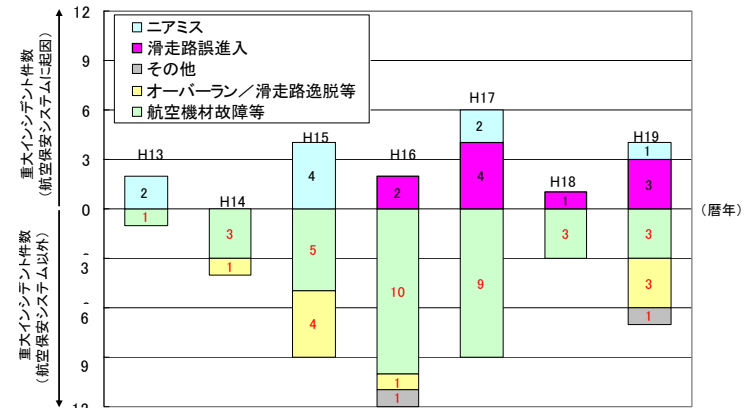 重大インシデント件数
（航空保安システムに起因）
重大インシデント件数
（航空保安システム以外）
12
9
6
3
0
3
6
9
12
ニアミス
滑走路誤進入
その他
オーバーラン／滑走路逸脱等
航空機材故障等
H13
2
1
H14
3
1
H15
4
5
4
H16
2
10
1
1
H17
2
4
9
H18
1
3
H19
1
3
3
3
1
（暦年）